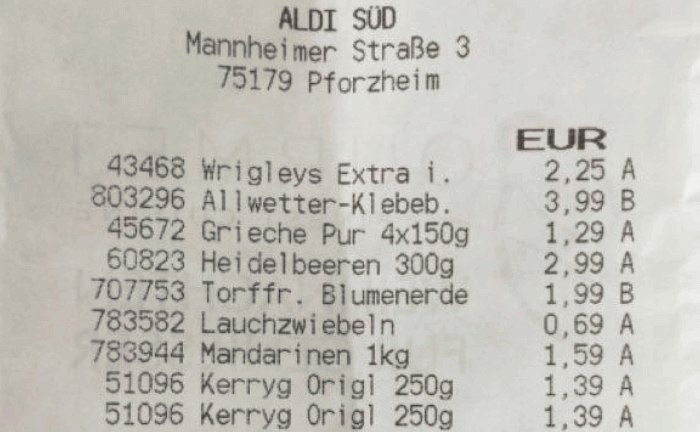 ALDI SÜD
Mannheimer Straße 3
75179 Pforzheim
EUR
43468 Wrigleys Extra i. 2,25 A
803296 Allwetter-Klebeb. 3,99 B
45672 Grieche Pur 4x150g 1,29 A
60823 Heidelbeeren 300g 2,99 A
707753 Torffr. Blumenerde 1,99 B
783582 Lauchzwiebeln 0,69 A
783944 Mandarinen 1kg 1,59 A
51096 Kerryg Origl 250g 1,39 A
51096 Kerryg Origl 250g 1,39 A